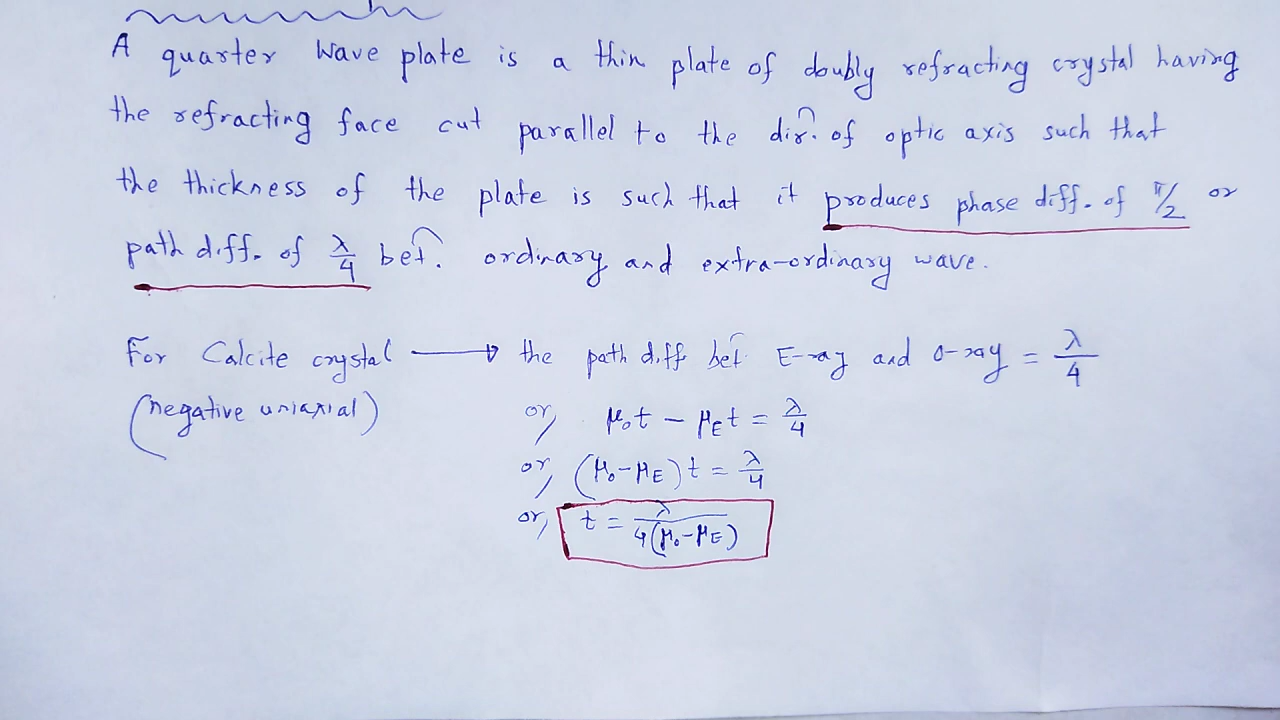 A quarter Wave plate is a thin plate of doubly refracting crystal having
the refracting face cut parallel to the dirⁿ. of optic axis such that
the thickness of the plate is such that it produces phase diff. of π/2 or
path diff. of λ/4 betⁿ. ordinary and extra-ordinary wave.
For Calcite crystal ⟶ the path diff betⁿ E-ray and O-ray = λ/4
(negative uniaxial)
or, μ₀t - μ_E t = λ/4
or, (μ₀-μ_E)t = λ/4
or, t = λ/4(μ₀-μ_E)